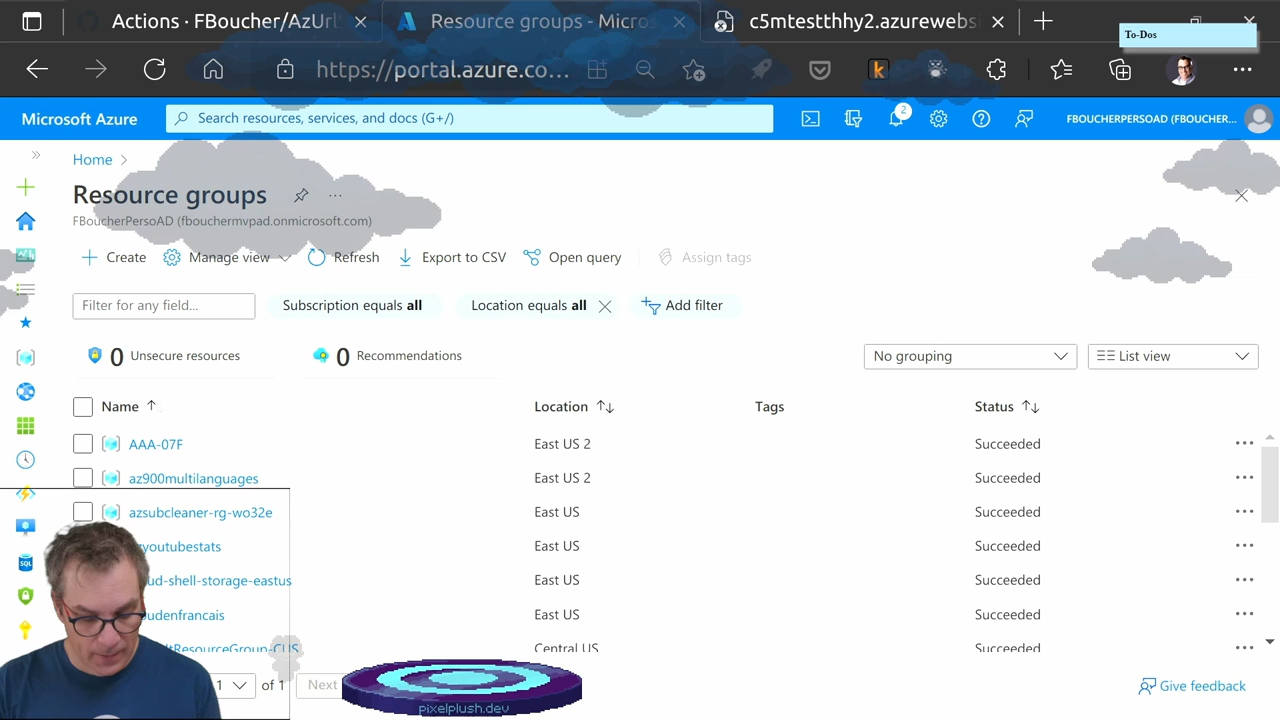 Actions · FBoucher/AzUrl
Resource groups - Micros
c5mtestthhy2.azurewebsi
To-Dos
https://portal.azure.co...
Microsoft Azure
Search resources, services, and docs (G+/)
2
FBOUCHERPERSOAD (FBOUCHER...
Home
Resource groups
FBoucherPersoAD (fbouchermvpad.onmicrosoft.com)
Create
Manage view
Refresh
Export to CSV
Open query
Assign tags
Filter for any field...
Subscription equals all
Location equals all
Add filter
0 Unsecure resources
0 Recommendations
No grouping
List view
Name
Location
Tags
Status
AAA-07F
East US 2
Succeeded
az900multilanguages
East US 2
Succeeded
azsubcleaner-rg-wo32e
East US
Succeeded
youtubestats
East US
Succeeded
ud-shell-storage-eastus
East US
Succeeded
udenfrancais
East US
Succeeded
ltResourceGroup-CUS
Central US
Succeeded
1
of 1
Next
pixelplush.dev
Give feedback
SQL